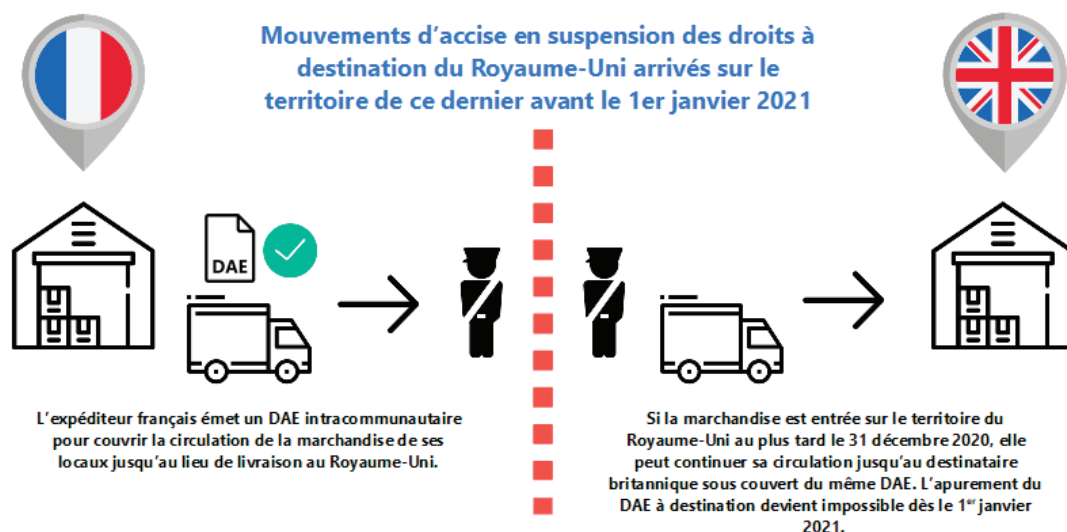 Mouvements d'accise en suspension des droits à
destination du Royaume-Uni arrivés sur le
territoire de ce dernier avant le 1er janvier 2021
DAE
L'expéditeur français émet un DAE intracommunautaire
pour couvrir la circulation de la marchandise de ses
locaux jusqu'au lieu de livraison au Royaume-Uni.
Si la marchandise est entrée sur le territoire du
Royaume-Uni au plus tard le 31 décembre 2020, elle
peut continuer sa circulation jusqu'au destinataire
britannique sous couvert du même DAE. L'apurement du
DAE à destination devient impossible dès le 1er janvier
2021.